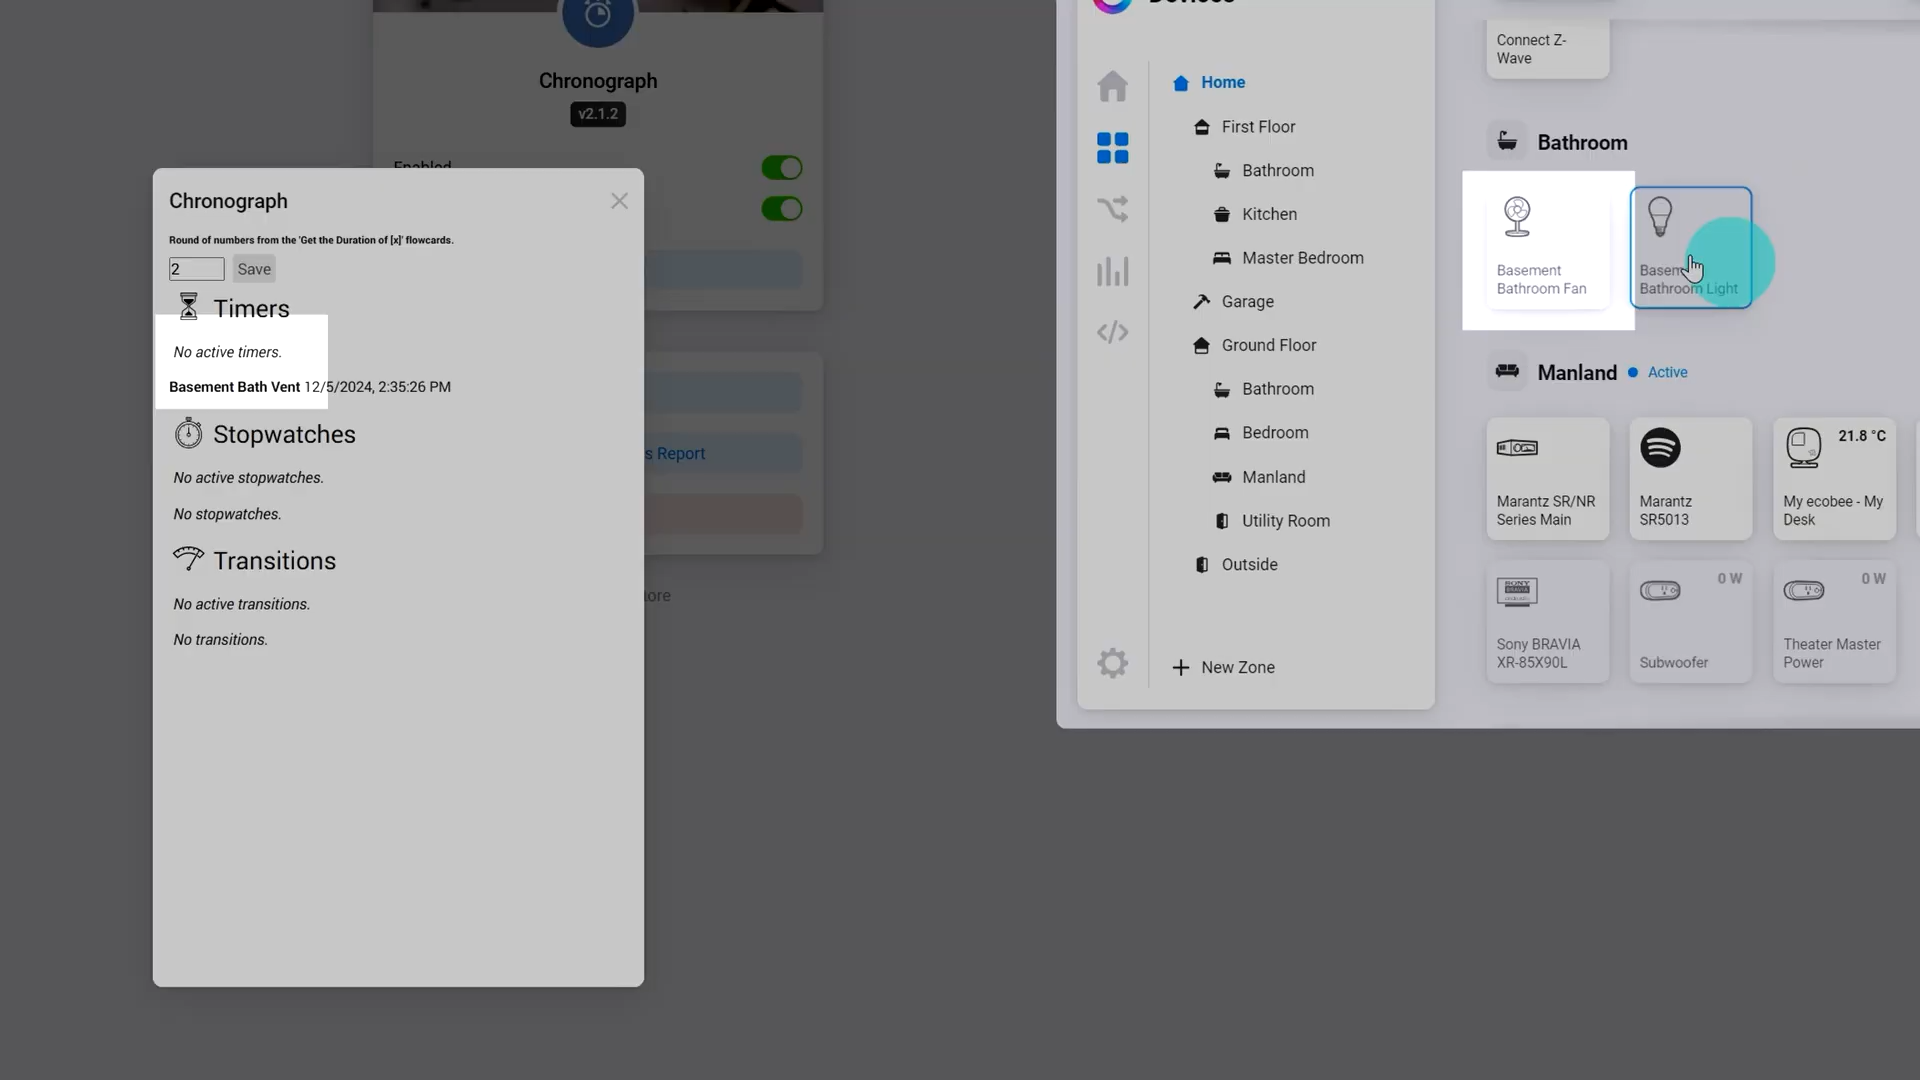 Chronograph
v2.1.2
Enabled
Chronograph
Round of numbers from the 'Get the Duration of [x]' flowcards.
2
Save
Timers
No active timers.
Basement Bath Vent 12/5/2024, 2:35:26 PM
Stopwatches
No active stopwatches.
No stopwatches.
Transitions
No active transitions.
No transitions.
s Report
tore
Devices
Home
First Floor
Bathroom
Kitchen
Master Bedroom
Garage
Ground Floor
Bathroom
Bedroom
Manland
Utility Room
Outside
New Zone
Connect Z-
Wave
Bathroom
Basement
Bathroom Fan
Basem
Bathroom Light
Manland
Active
Marantz SR/NR
Series Main
Marantz
SR5013
21.8 °C
My ecobee - My
Desk
SONY
BRAVIA
Sony BRAVIA
XR-85X90L
0 W
Subwoofer
0 W
Theater Master
Power